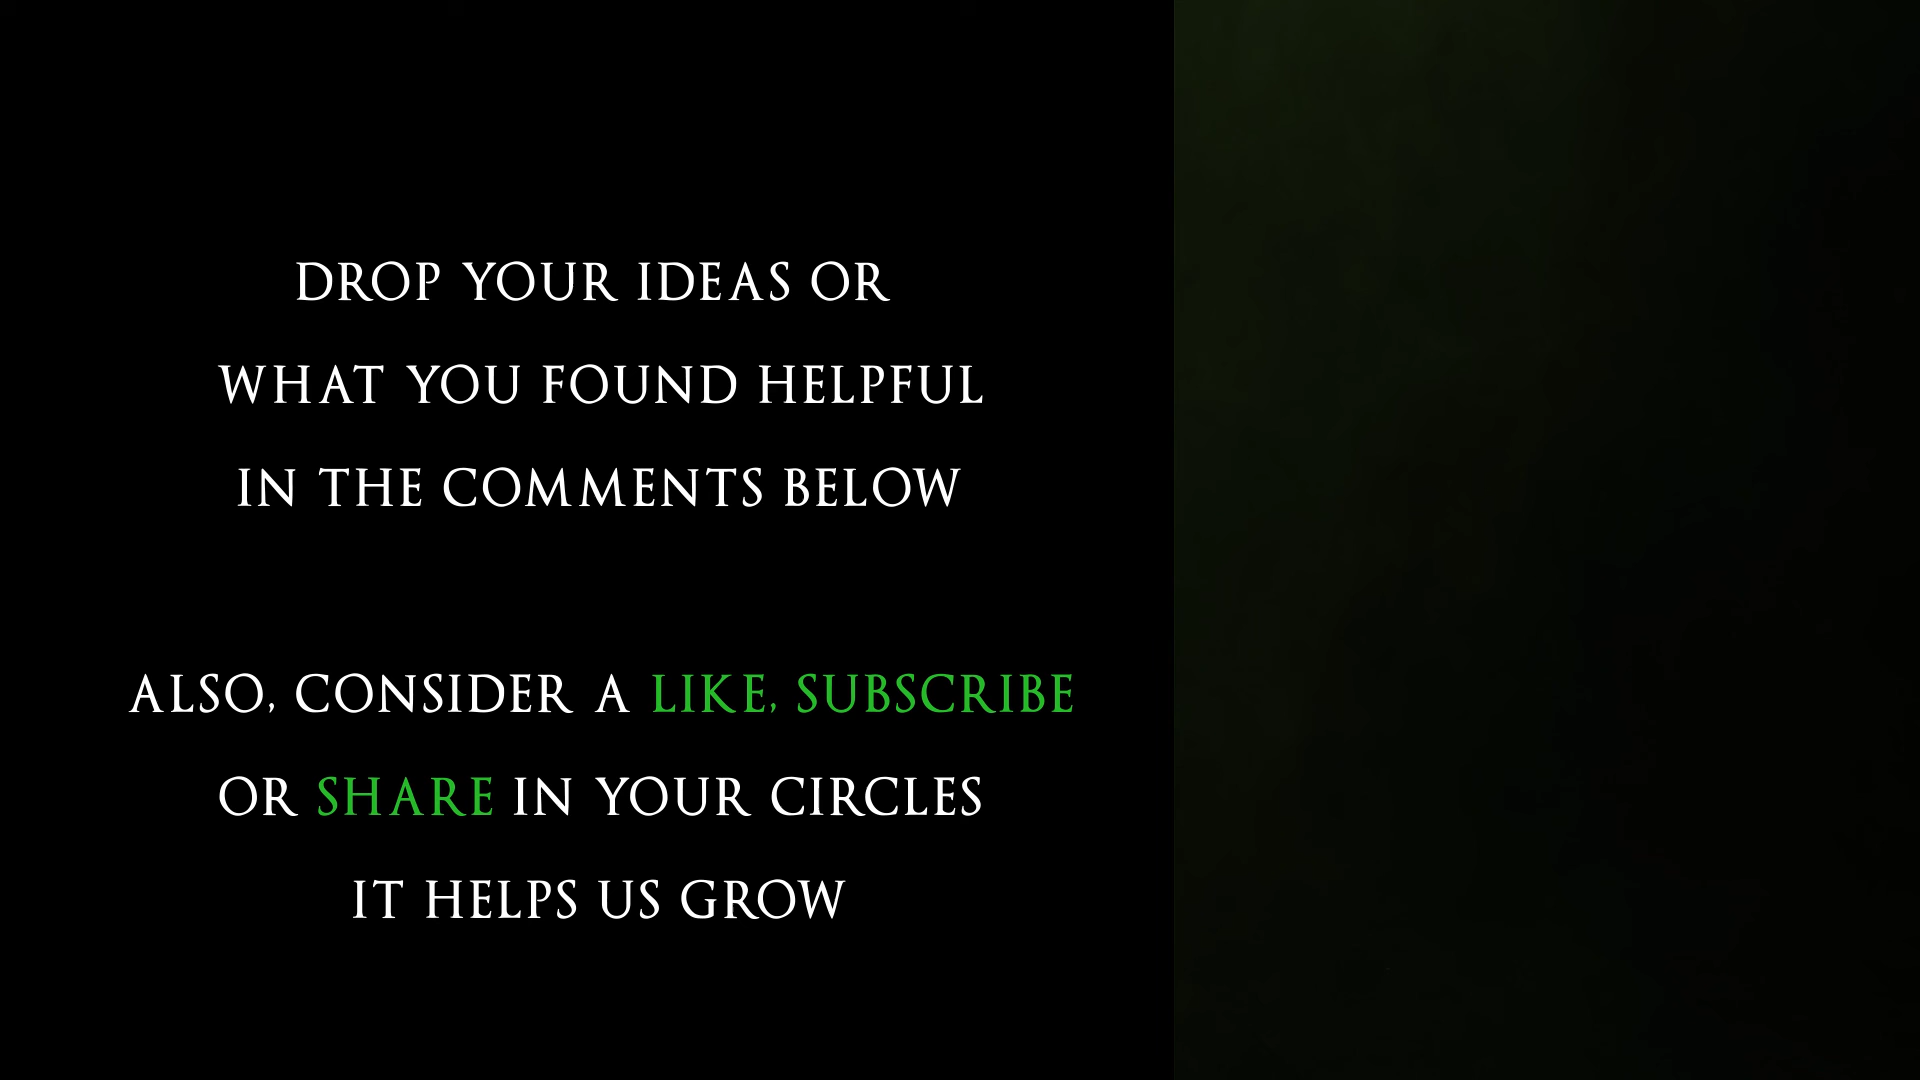 DROP YOUR IDEAS OR
WHAT YOU FOUND HELPFUL
IN THE COMMENTS BELOW
ALSO, CONSIDER A LIKE, SUBSCRIBE
OR SHARE IN YOUR CIRCLES
IT HELPS US GROW